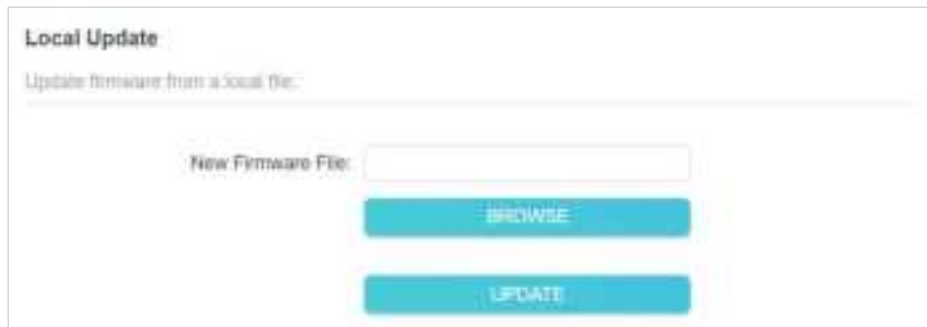 Local Update
Update firmware from a local file.
New Firmware File:
BROWSE
UPDATE